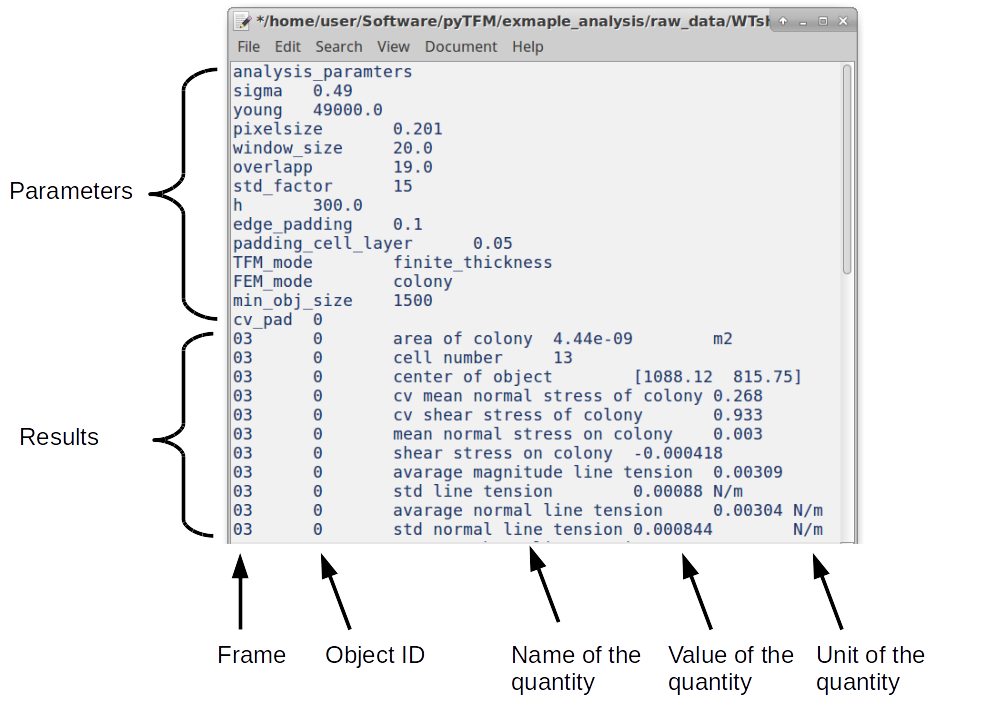 */home/user/Software/pyTFM/exmaple_analysis/raw_data/WTsh
File Edit Search View Document Help
analysis_paramters
sigma 0.49
young 49000.0
pixelsize 0.201
window_size 20.0
overlapp 19.0
std_factor 15
h 300.0
edge_padding 0.1
padding_cell_layer 0.05
TFM_mode finite_thickness
FEM_mode colony
min_obj_size 1500
cv_pad 0
Parameters
03 0 area of colony 4.44e-09 m2
03 0 cell number 13
03 0 center of object [1088.12 815.75]
03 0 cv mean normal stress of colony 0.268
03 0 cv shear stress of colony 0.933
03 0 mean normal stress on colony 0.003
03 0 shear stress on colony -0.000418
03 0 avarage magnitude line tension 0.00309
03 0 std line tension 0.00088 N/m
03 0 avarage normal line tension 0.00304 N/m
03 0 std normal line tension 0.000844 N/m
Results
Frame
Object ID
Name of the
quantity
Value of the
quantity
Unit of the
quantity